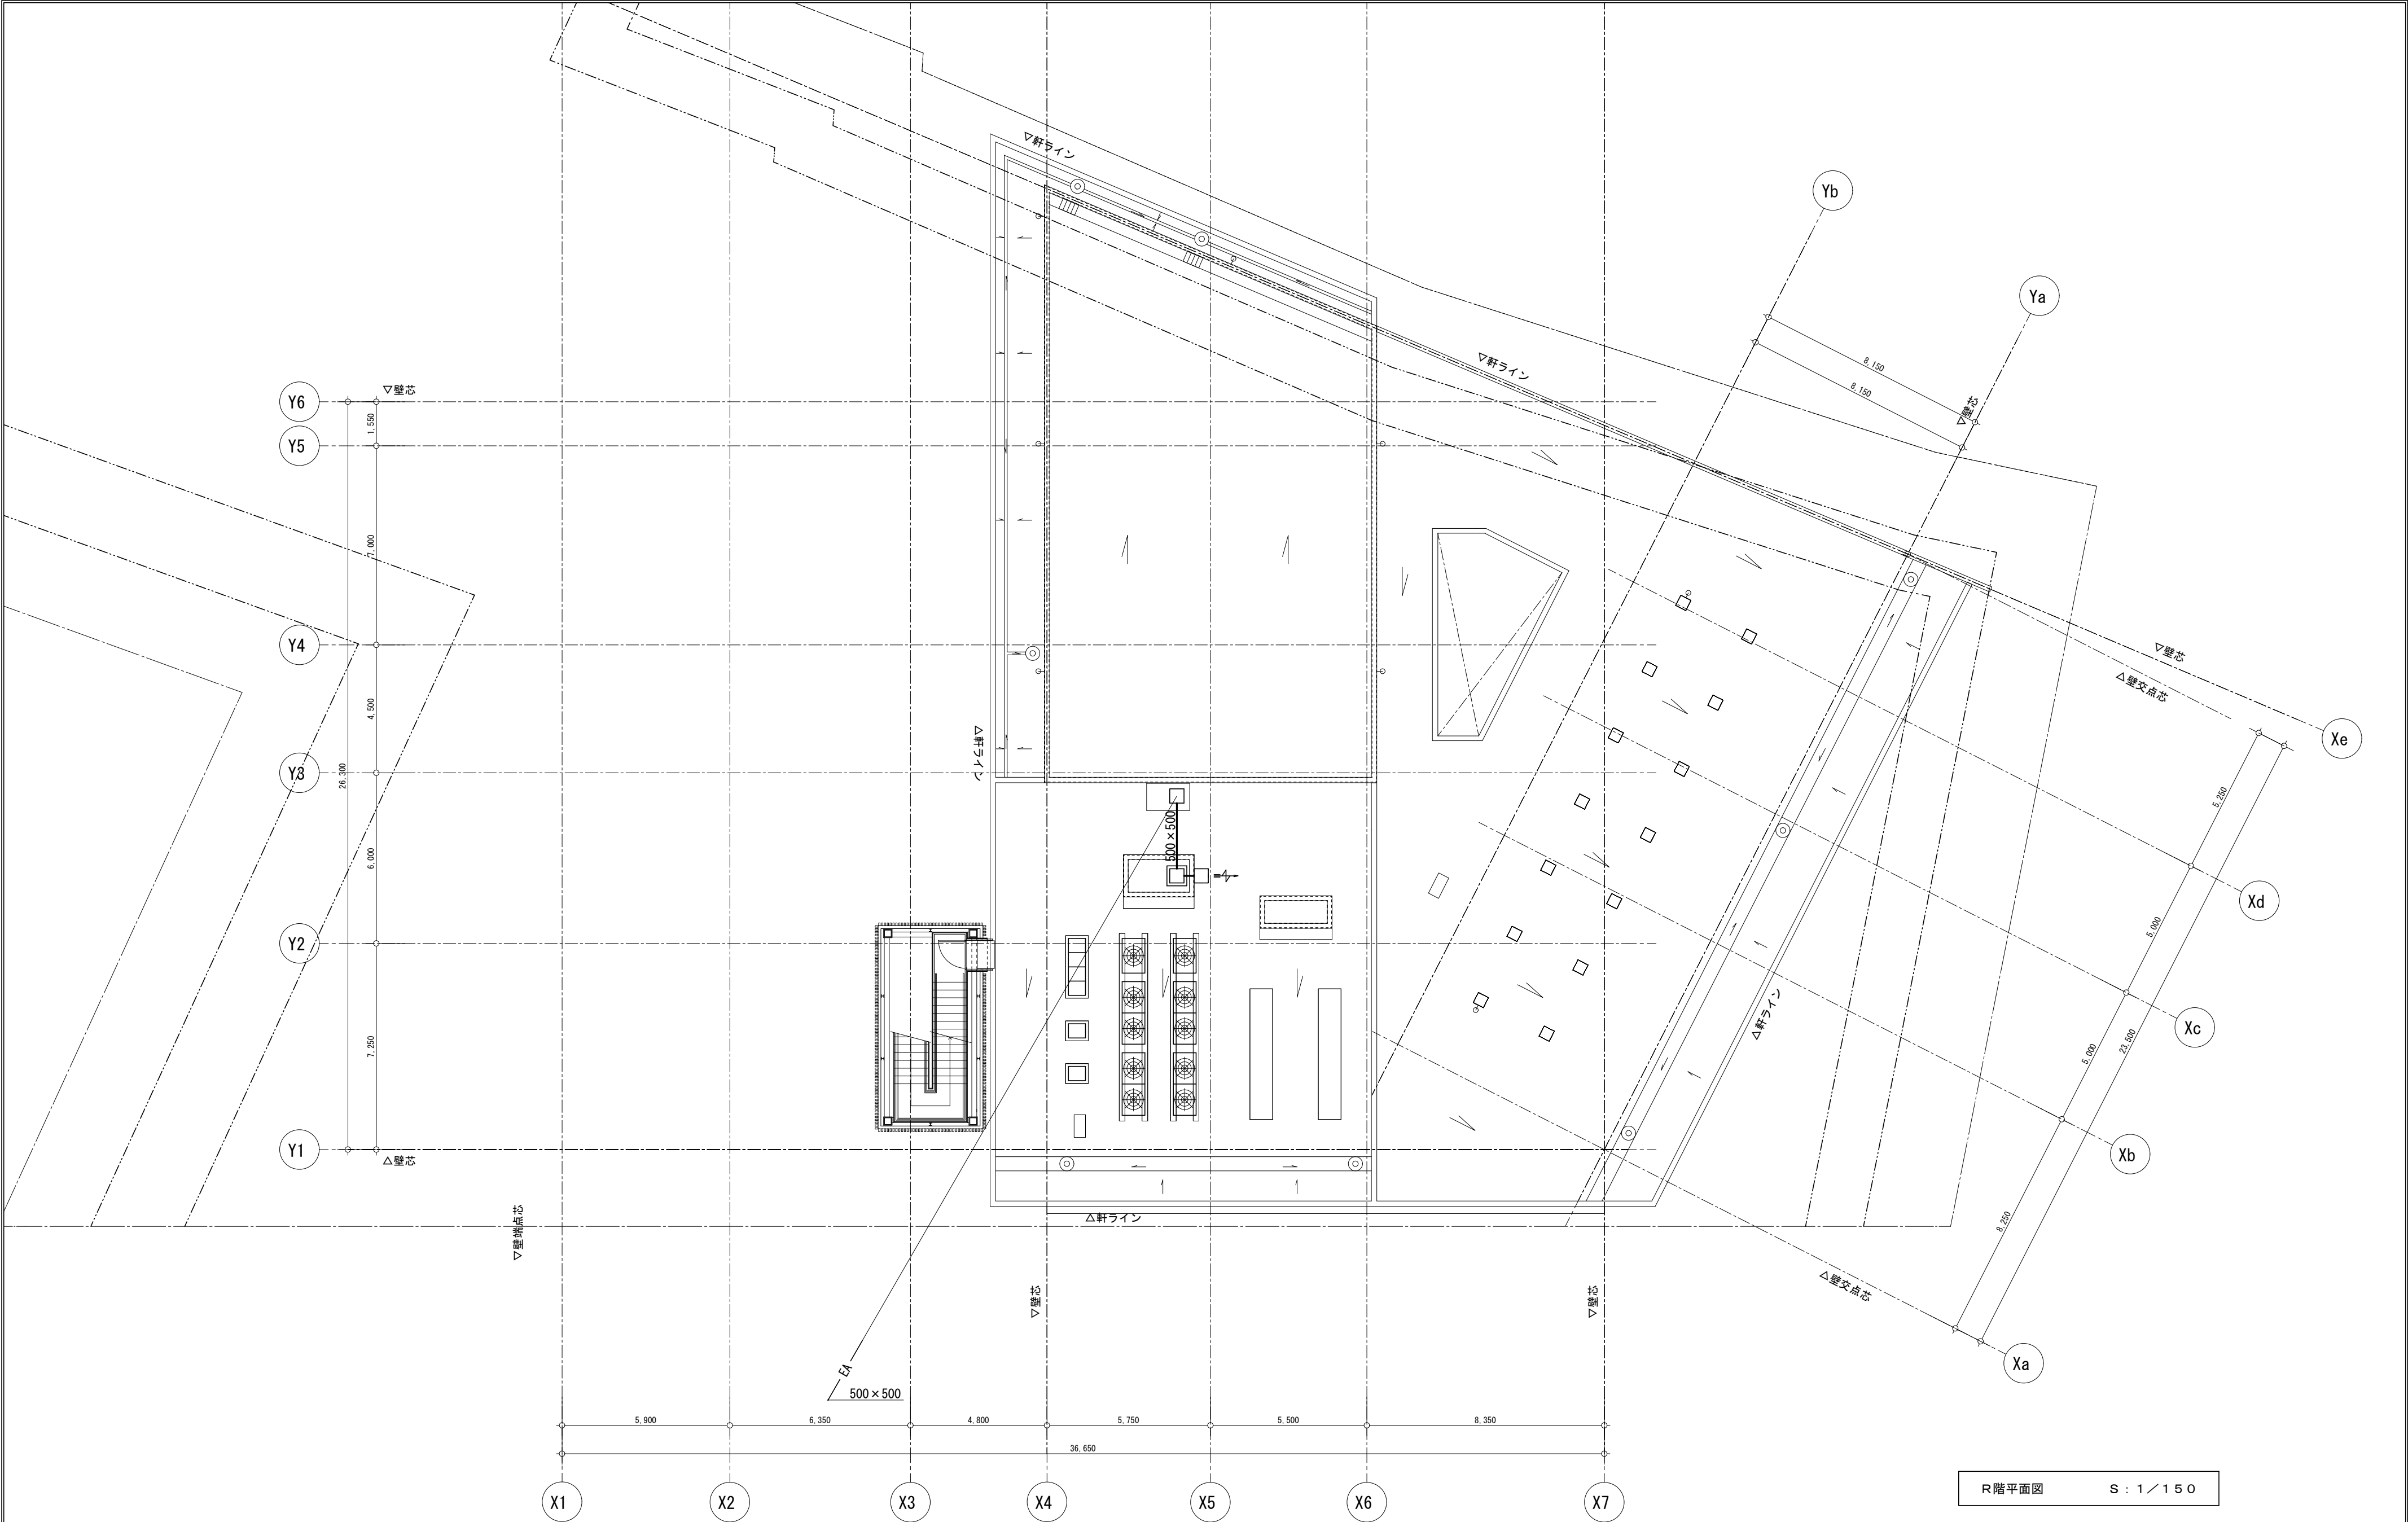 ▽軒ライン
Yb
Ya
▽軒ライン
8,150
8,150
▽壁芯
▽壁芯
Y6
1,550
Y5
7,000
Y4
▽壁芯
△壁交点芯
4,500
Xe
△軒ライン
Y3
26,300
5,250
500×500
6,000
Xd
5,000
Y2
Xc
△軒ライン
5,000
23,500
7,250
Y1
△壁芯
Xb
▽壁端点芯
△軒ライン
8,250
▽壁芯
▽壁芯
△壁交点芯
Xa
EA
500×500
5,900
6,350
4,800
5,750
5,500
8,350
36,650
R階平面図 S:1/150
X1
X2
X3
X4
X5
X6
X7